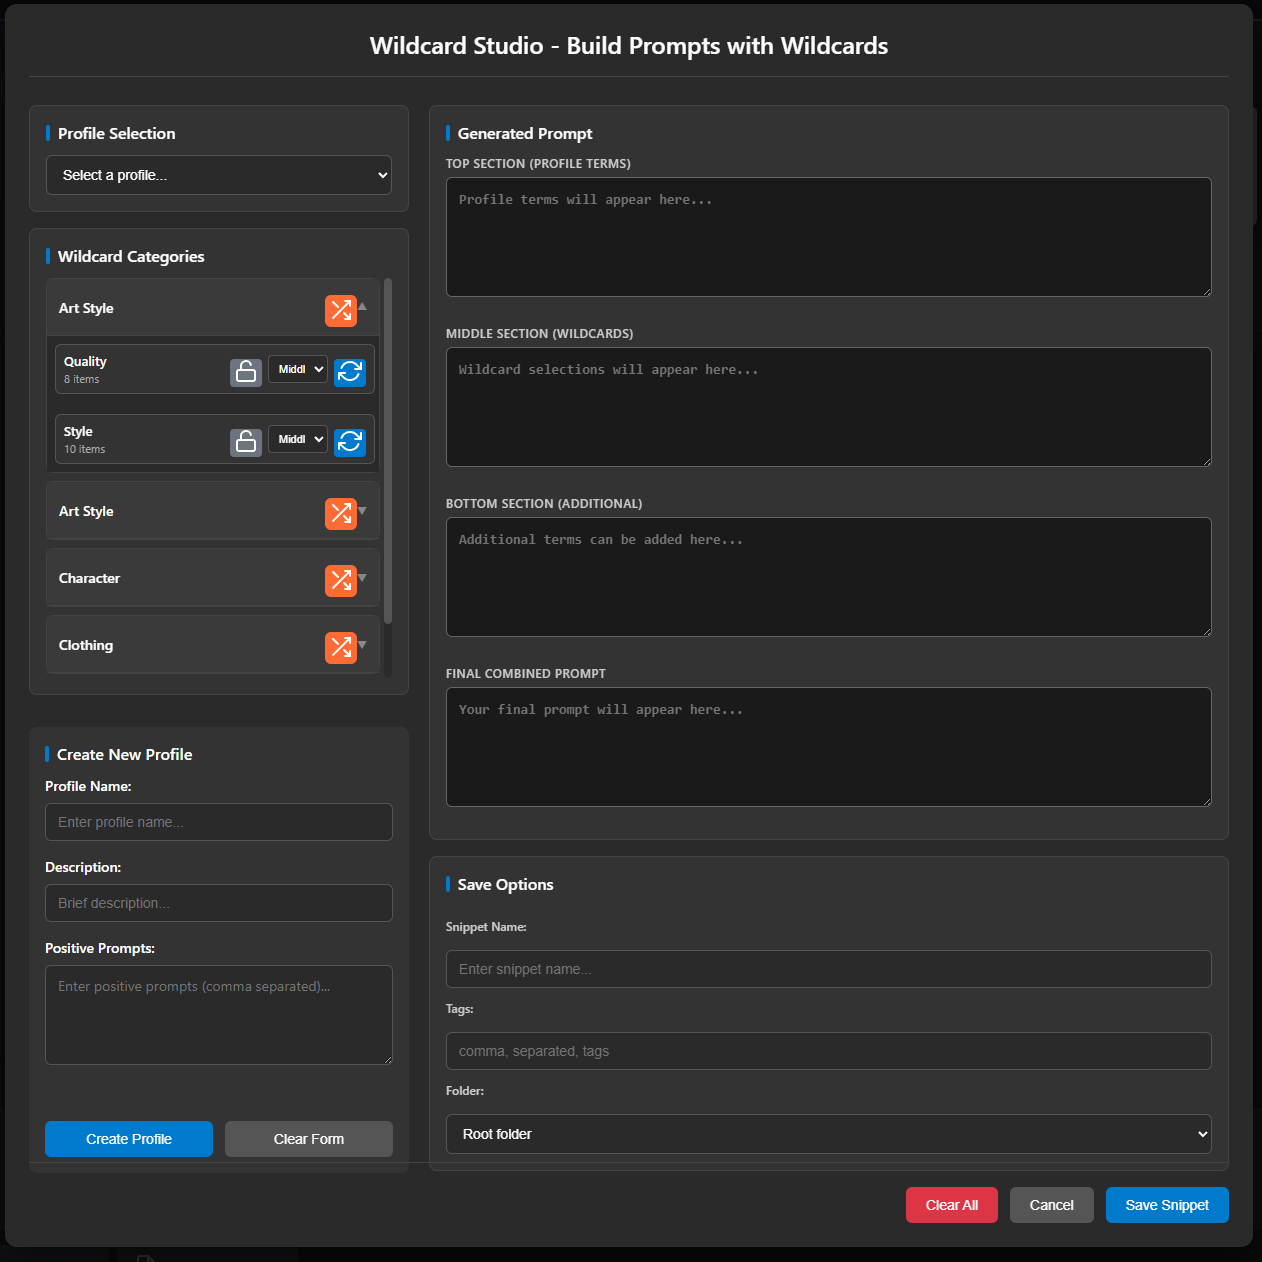 Wildcard Studio - Build Prompts with Wildcards
Profile Selection
Select a profile...
Wildcard Categories
Art Style
Quality
8 items
Middl
Style
10 items
Middl
Art Style
Character
Clothing
Create New Profile
Profile Name:
Enter profile name...
Description:
Brief description...
Positive Prompts:
Enter positive prompts (comma separated)...
Create Profile
Clear Form
Generated Prompt
TOP SECTION (PROFILE TERMS)
Profile terms will appear here...
MIDDLE SECTION (WILDCARDS)
Wildcard selections will appear here...
BOTTOM SECTION (ADDITIONAL)
Additional terms can be added here...
FINAL COMBINED PROMPT
Your final prompt will appear here...
Save Options
Snippet Name:
Enter snippet name...
Tags:
comma, separated, tags
Folder:
Root folder
Clear All
Cancel
Save Snippet